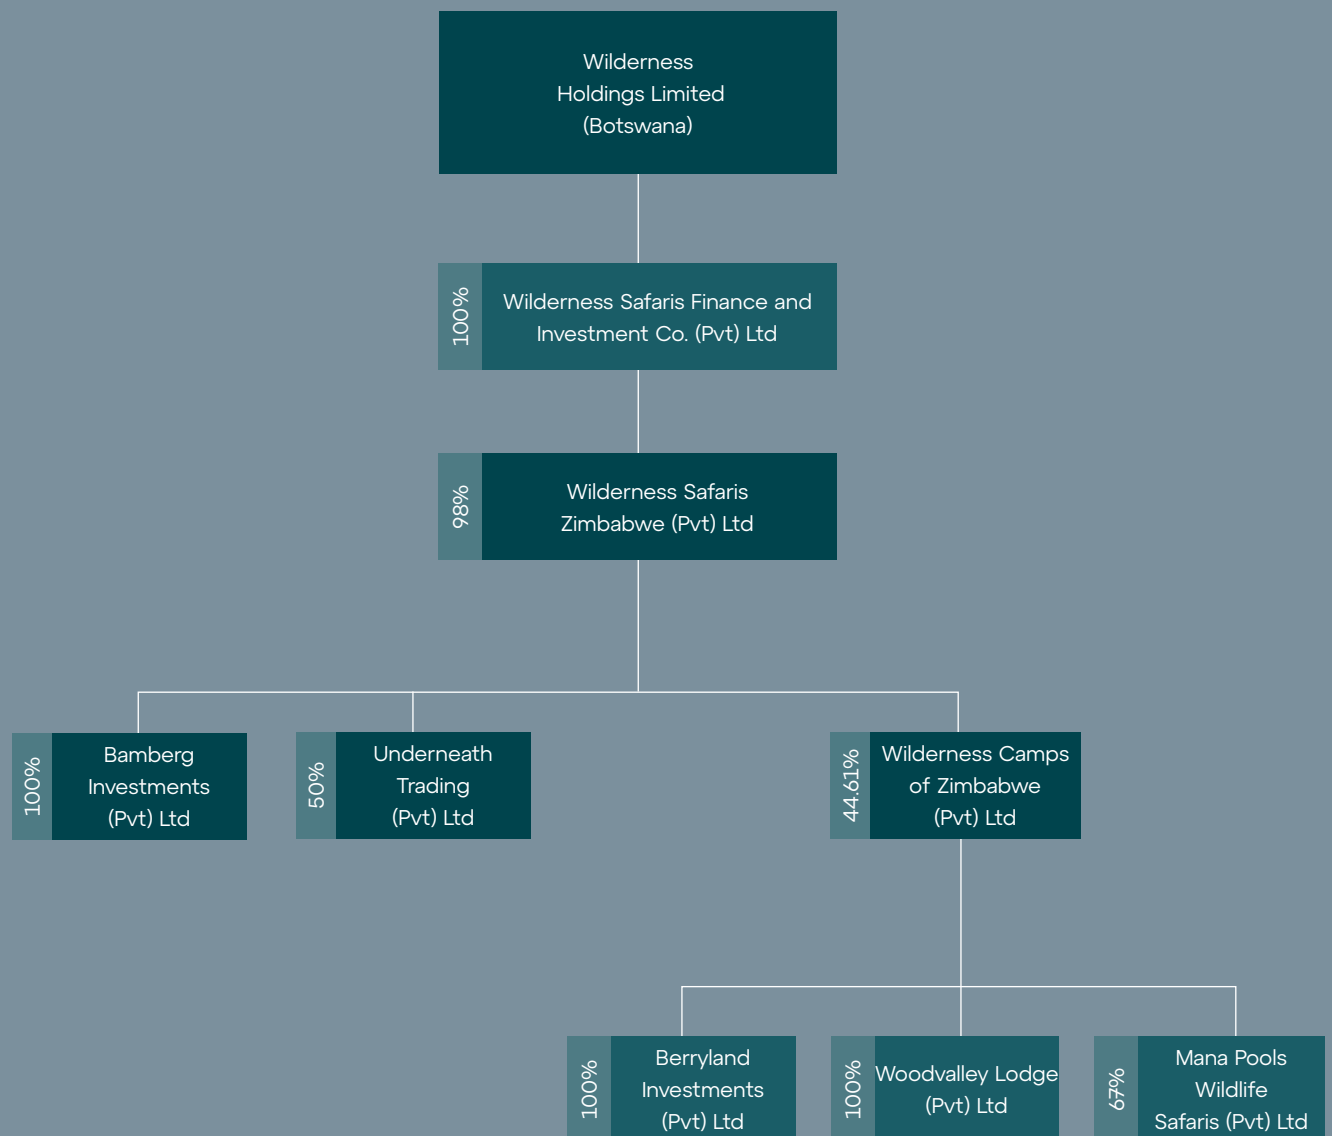 Wilderness
Holdings Limited
(Botswana)
100%
Wilderness Safaris Finance and
Investment Co. (Pvt) Ltd
98%
Wilderness Safaris
Zimbabwe (Pvt) Ltd
100%
Bamberg
Investments
(Pvt) Ltd
50%
Underneath
Trading
(Pvt) Ltd
44.61%
Wilderness Camps
of Zimbabwe
(Pvt) Ltd
100%
Berryland
Investments
(Pvt) Ltd
100%
Woodvalley Lodge
(Pvt) Ltd
67%
Mana Pools
Wildlife
Safaris (Pvt) Ltd